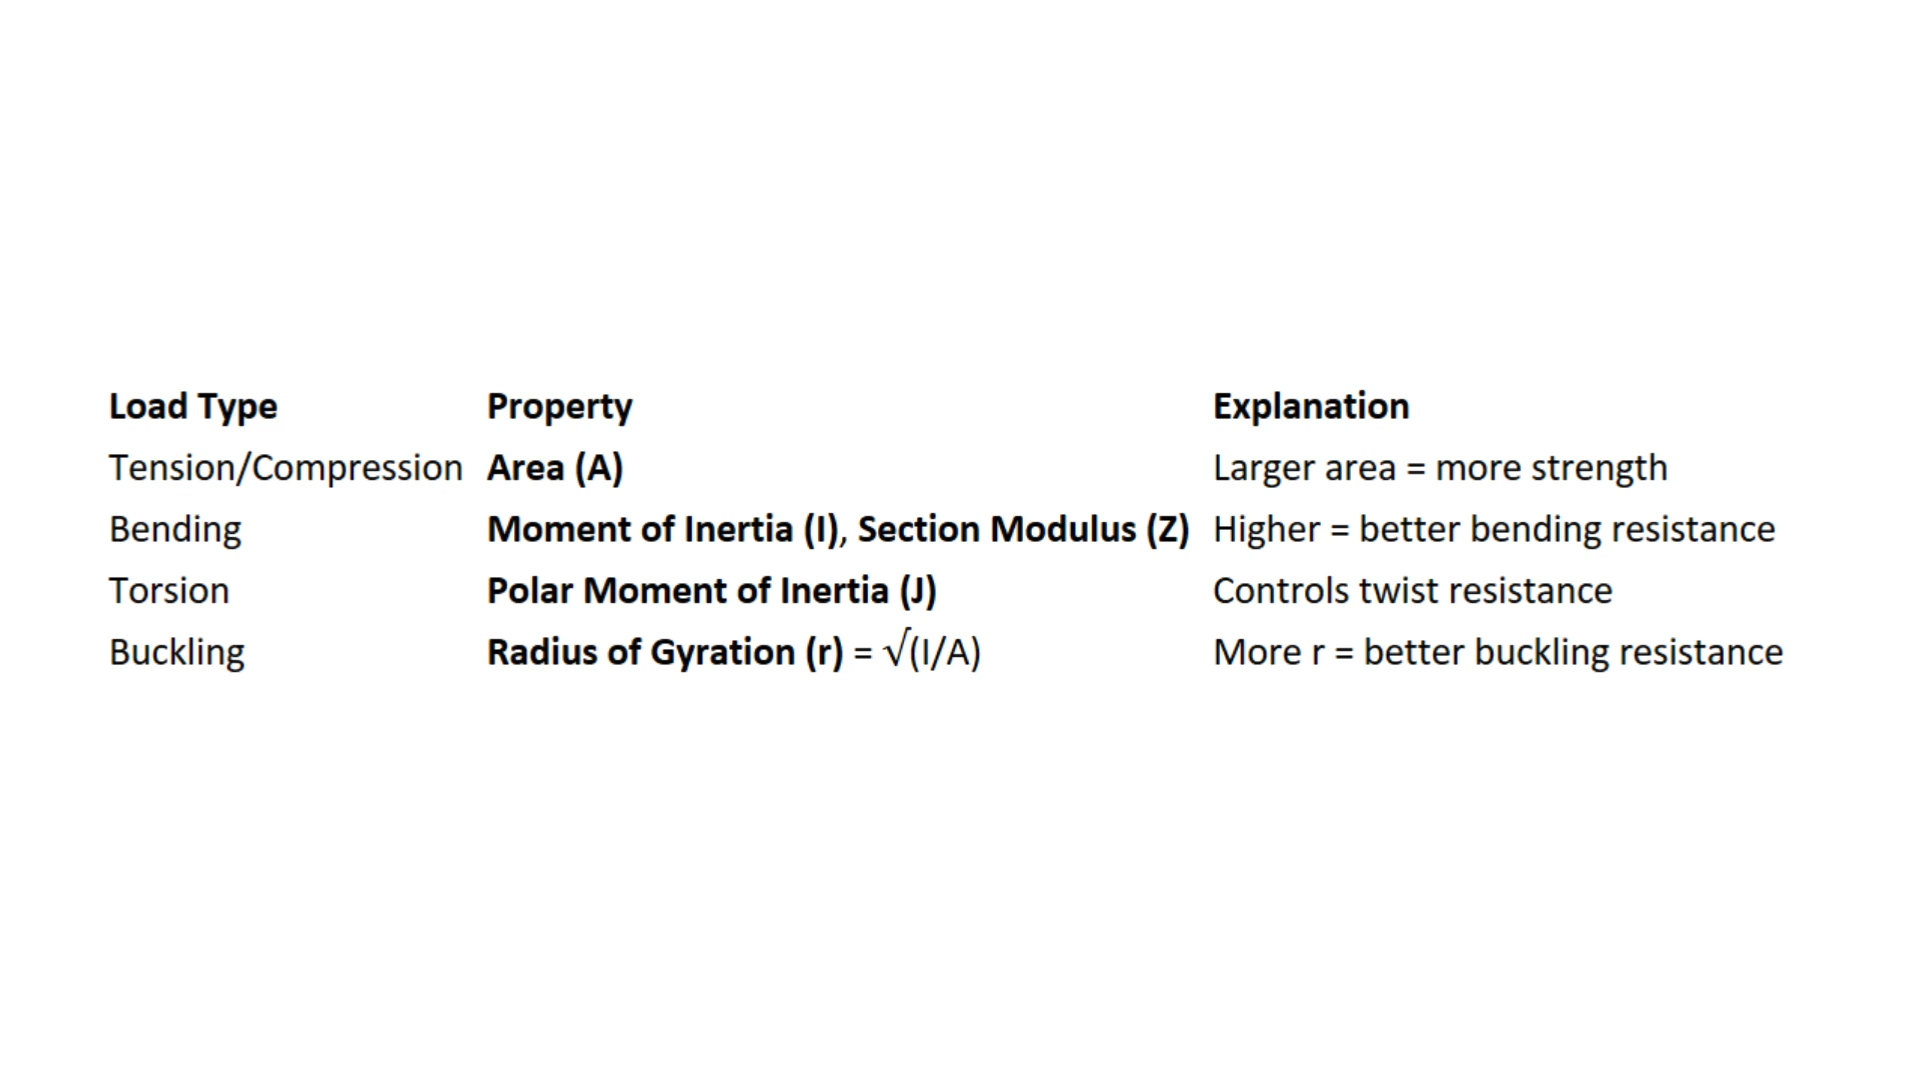 Load Type Property Explanation
Tension/Compression Area (A) Larger area = more strength
Bending Moment of Inertia (I), Section Modulus (Z) Higher = better bending resistance
Torsion Polar Moment of Inertia (J) Controls twist resistance
Buckling Radius of Gyration (r) = √(I/A) More r = better buckling resistance